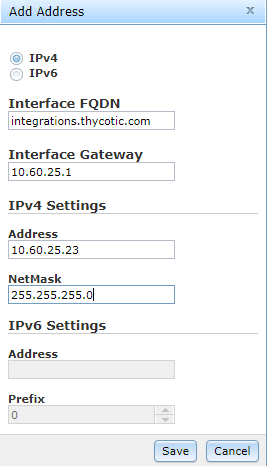 Add Address
x
IPv4
IPv6
Interface FQDN
integrations.thycotic.com
Interface Gateway
10.60.25.1
IPv4 Settings
Address
10.60.25.23
NetMask
255.255.255.0
IPv6 Settings
Address
Prefix
0
Save Cancel